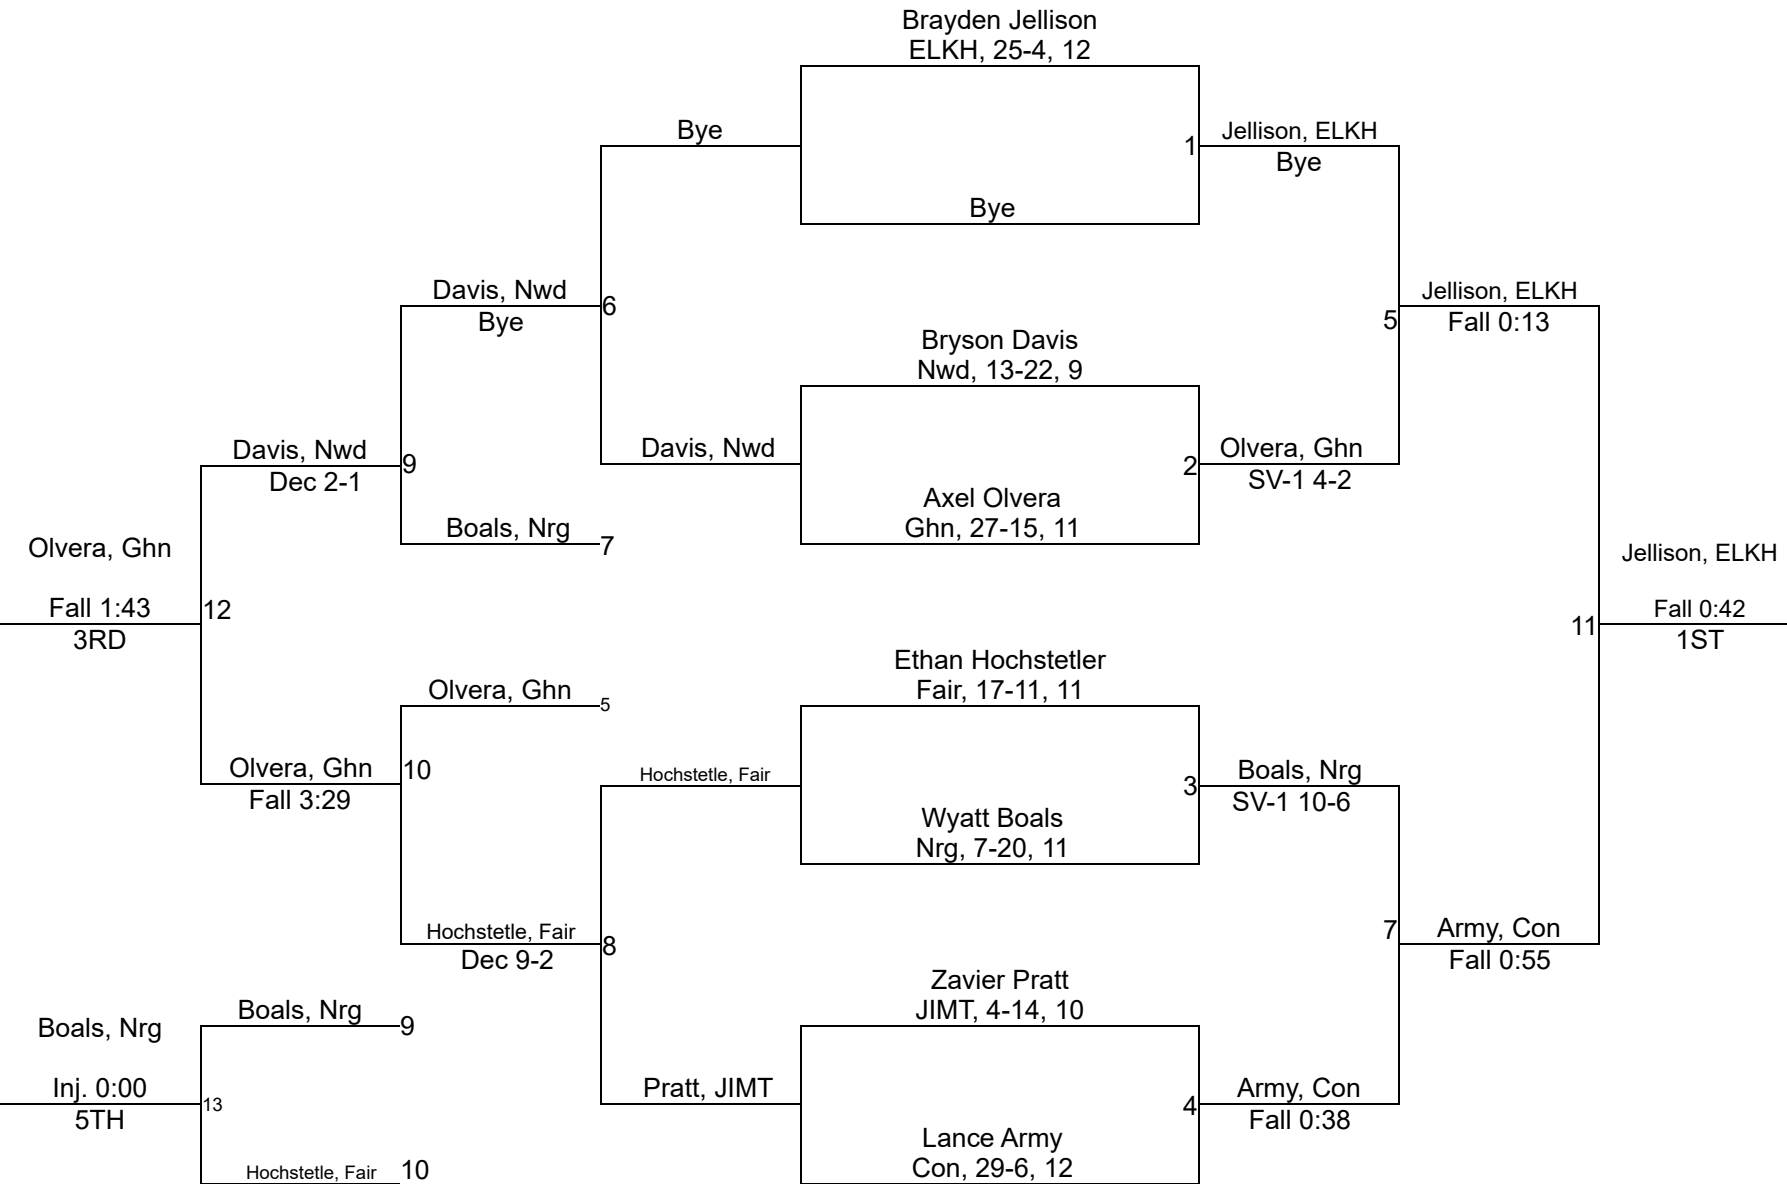 Brayden Jellison
ELKH, 25-4, 12
Bye
1
Jellison, ELKH
Bye
Bye
Davis, Nwd
Bye
6
Jellison, ELKH
Fall 0:13
5
Bryson Davis
Nwd, 13-22, 9
Davis, Nwd
Dec 2-1
9
Davis, Nwd
2
Olvera, Ghn
SV-1 4-2
Axel Olvera
Ghn, 27-15, 11
Boals, Nrg
7
Olvera, Ghn
Fall 1:43
3RD
12
Jellison, ELKH
Fall 0:42
1ST
11
Ethan Hochstetler
Fair, 17-11, 11
Olvera, Ghn
5
Olvera, Ghn
Fall 3:29
10
Hochstetle, Fair
3
Boals, Nrg
SV-1 10-6
Wyatt Boals
Nrg, 7-20, 11
Hochstetle, Fair
Dec 9-2
8
7
Army, Con
Fall 0:55
Zavier Pratt
JIMT, 4-14, 10
Boals, Nrg
Inj. 0:00
5TH
13
Boals, Nrg
9
Pratt, JIMT
4
Army, Con
Fall 0:38
Lance Army
Con, 29-6, 12
Hochstetle, Fair
10